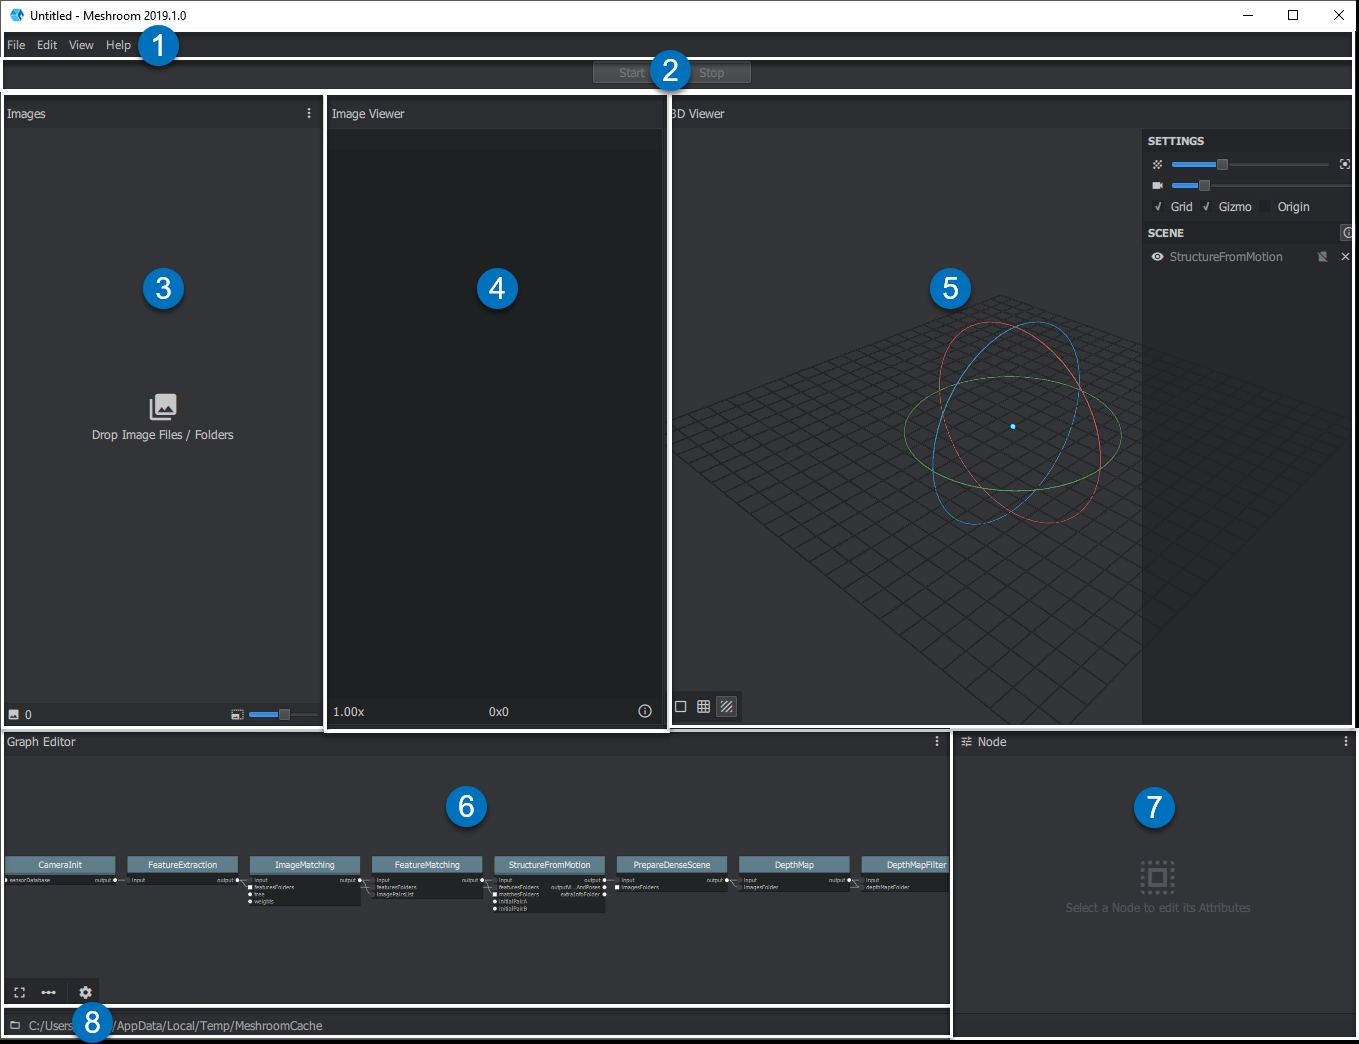 Untitled - Meshroom 2019.1.0
File Edit View Help 1
Start 2 Stop
Images
Image Viewer
3D Viewer
SETTINGS
Grid Gizmo Origin
SCENE
StructureFromMotion
3
4
5
Drop Image Files / Folders
0
1.00x 0x0
Graph Editor
Node
6
7
CameraInit FeatureExtraction ImageMatching FeatureMatching StructureFromMotion PrepareDenseScene DepthMap DepthMapFilter
sensorDatabase output input output input output input output input output input output input output input
featuresFolders featuresFolders featuresFolders outputVi...AndPoses imagesFolders imagesFolder depthMapsFolder
tree imagePairsList matchesFolders extraInfoFolder
weights initialPairA
initialPairB
Select a Node to edit its Attributes
C:/Users 8 /AppData/Local/Temp/MeshroomCache